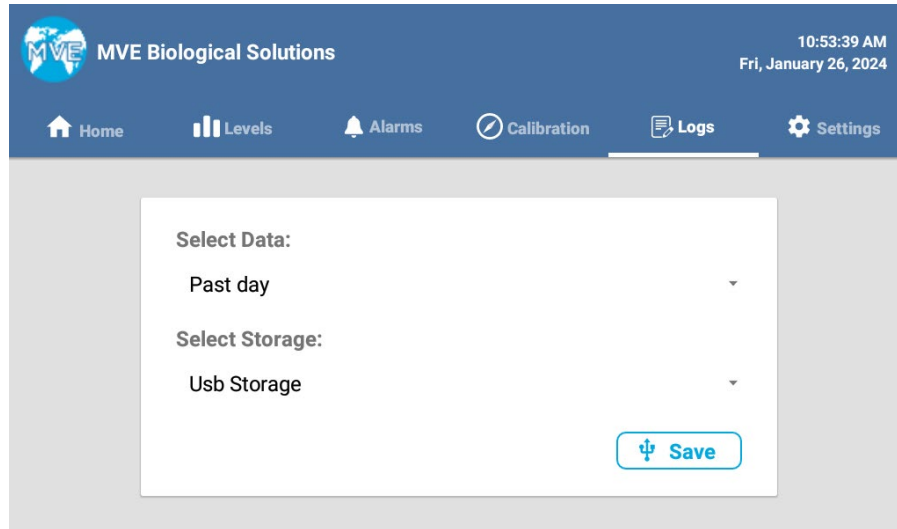 MVE
MVE Biological Solutions
10:53:39 AM
Fri, January 26, 2024
Home
Levels
Alarms
Calibration
Logs
Settings
Select Data:
Past day
Select Storage:
Usb Storage
Save